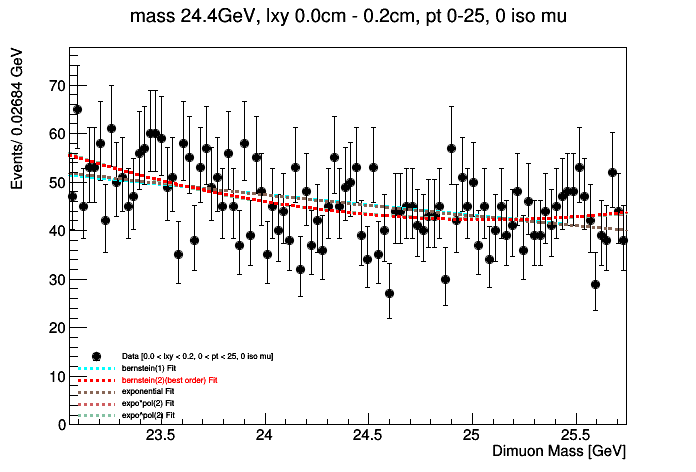 mass 24.4GeV, lxy 0.0cm - 0.2cm, pt 0-25, 0 iso mu
Events/ 0.02684 GeV
70
60
50
40
30
20
10
0
Data [0.0 < lxy < 0.2, 0 < pt < 25, 0 iso mu]
bernstein(1) Fit
bernstein(2)(best order) Fit
exponential Fit
expo*pol(2) Fit
expo^pol(2) Fit
23.5 24 24.5 25 25.5
Dimuon Mass [GeV]